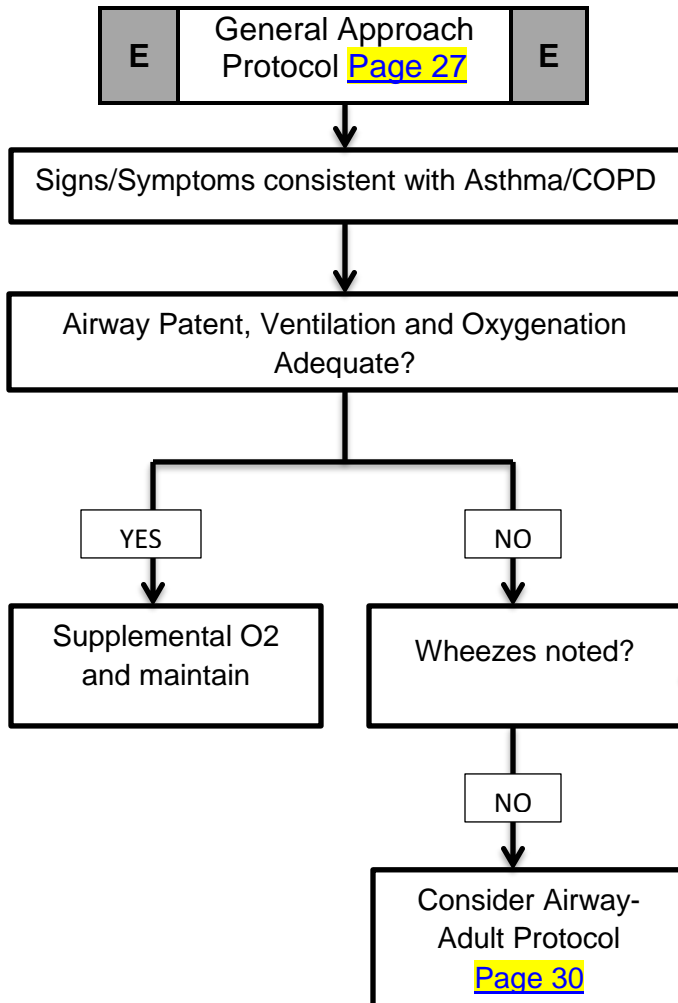 E
General Approach
Protocol Page 27
E
Signs/Symptoms consistent with Asthma/COPD
Airway Patent, Ventilation and Oxygenation
Adequate?
YES
NO
Supplemental O2
and maintain
Wheezes noted?
NO
Consider Airway-
Adult Protocol
Page 30